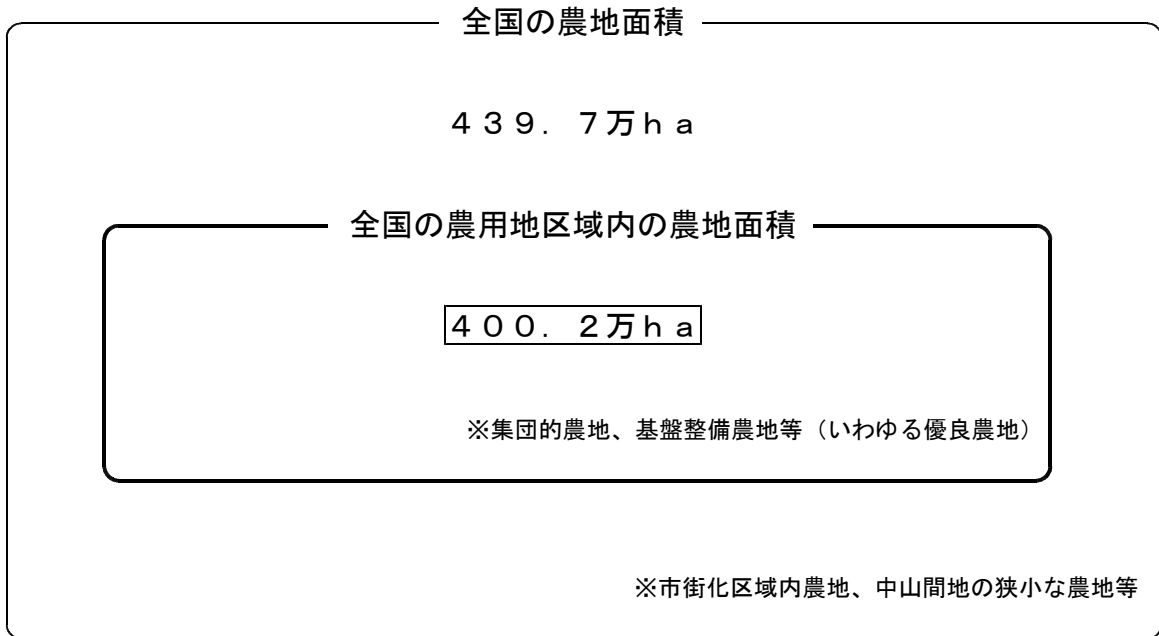 全国の農地面積
４３９．７万ｈａ
全国の農用地区域内の農地面積
４００．２万ｈａ
※集団的農地、基盤整備農地等（いわゆる優良農地）
※市街化区域内農地、中山間地の狭小な農地等